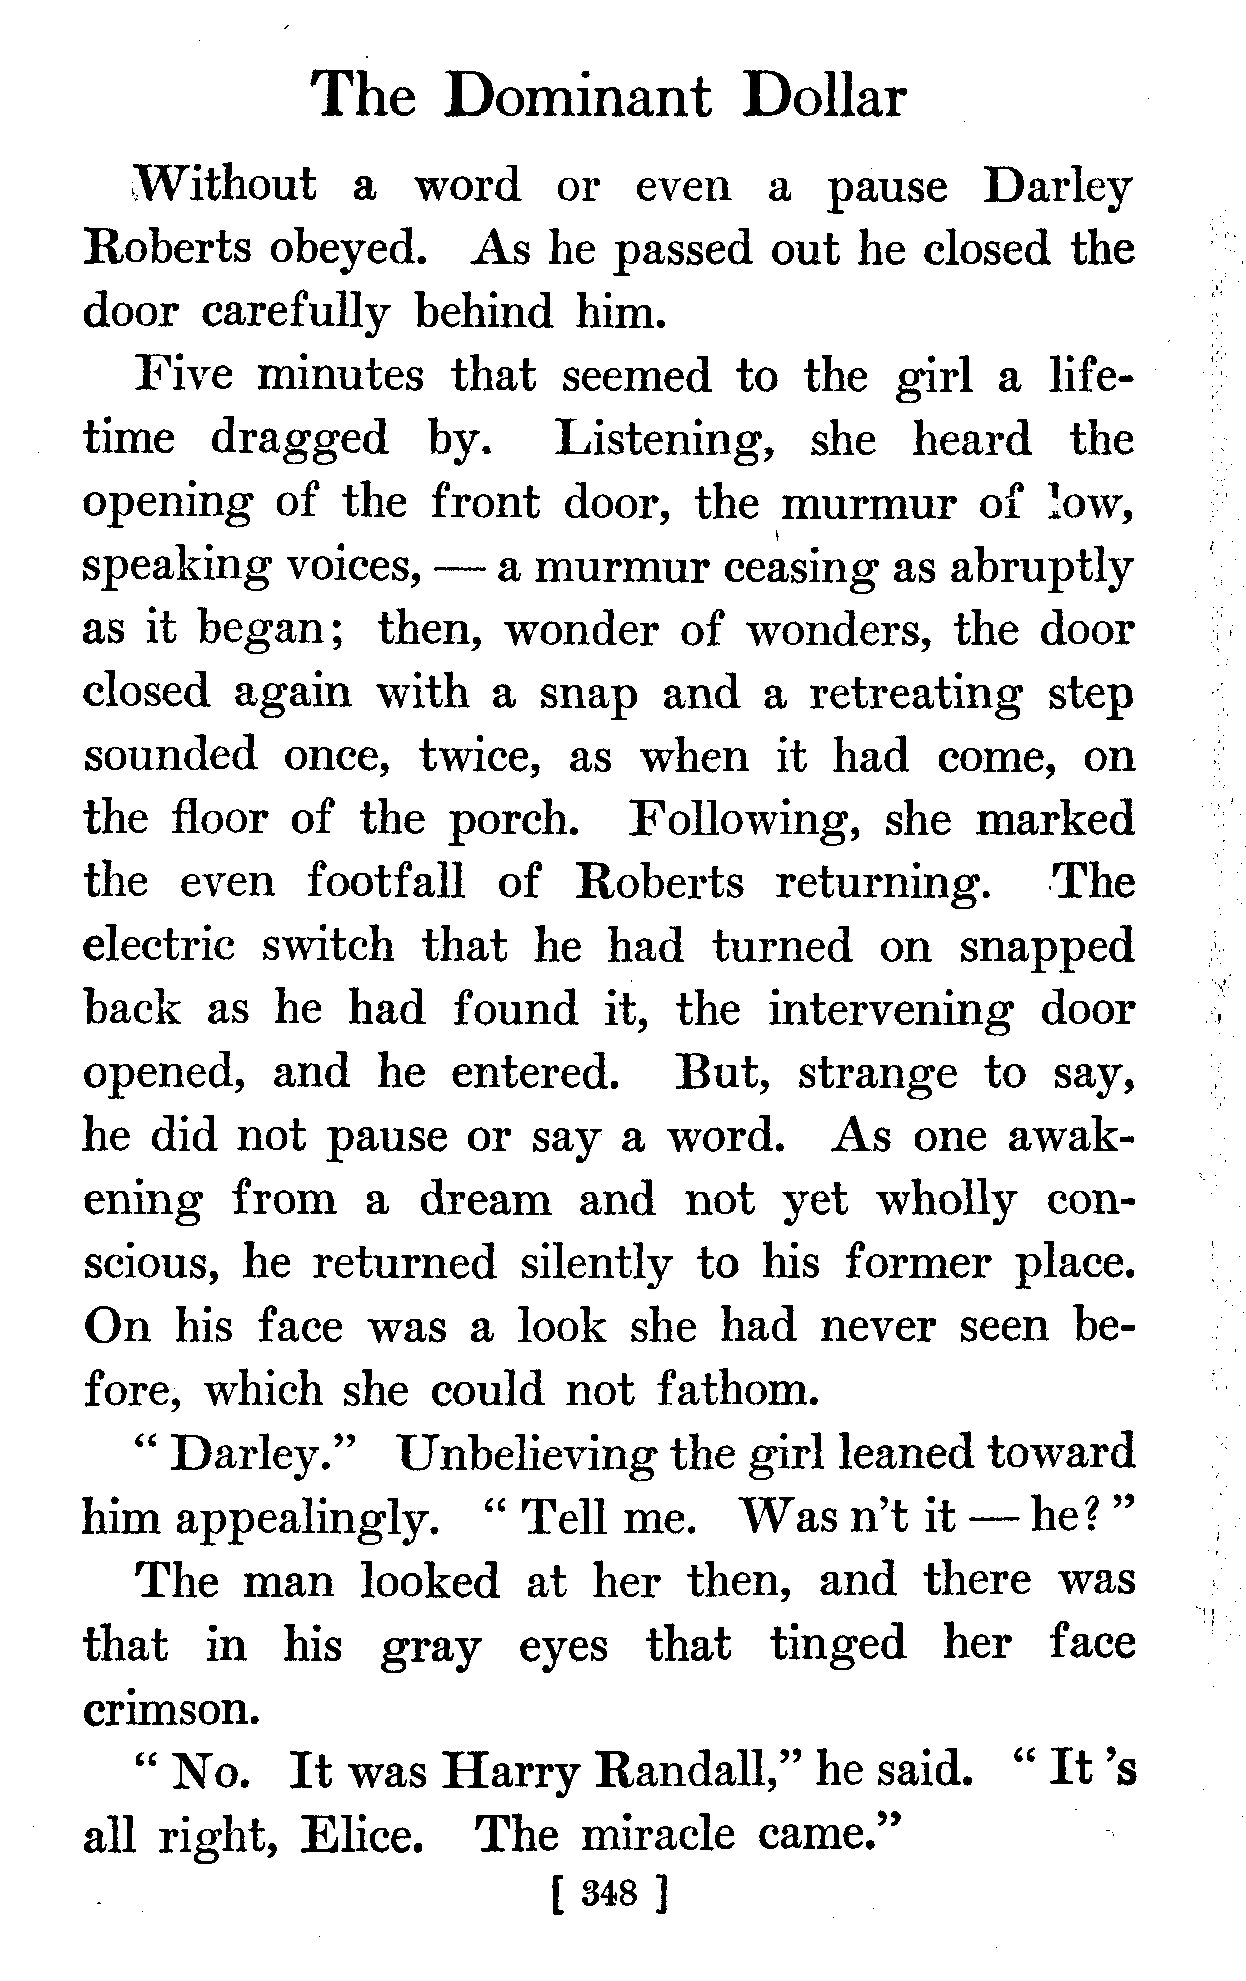 The Dominant Dollar
Without a word or even a pause Darley
Roberts obeyed. As he passed out he closed the
door carefully behind him.
Five minutes that seemed to the girl a life-
time dragged by. Listening, she heard the
opening of the front door, the murmur of low,
speaking voices, — a murmur ceasing as abruptly
as it began; then, wonder of wonders, the door
closed again with a snap and a retreating step
sounded once, twice, as when it had come, on
the floor of the porch. Following, she marked
the even footfall of Roberts returning. The
electric switch that he had turned on snapped
back as he had found it, the intervening door
opened, and he entered. But, strange to say,
he did not pause or say a word. As one awak-
ening from a dream and not yet wholly con-
scious, he returned silently to his former place.
On his face was a look she had never seen be-
fore, which she could not fathom.
“ Darley.” Unbelieving the girl leaned toward
him appealingly. “ Tell me. Was n’t it — he? ”
The man looked at her then, and there was
that in his gray eyes that tinged her face
crimson.
“ No. It was Harry Randall,” he said. “ It ’s
all right, Elice. The miracle came.”
[ 348 ]